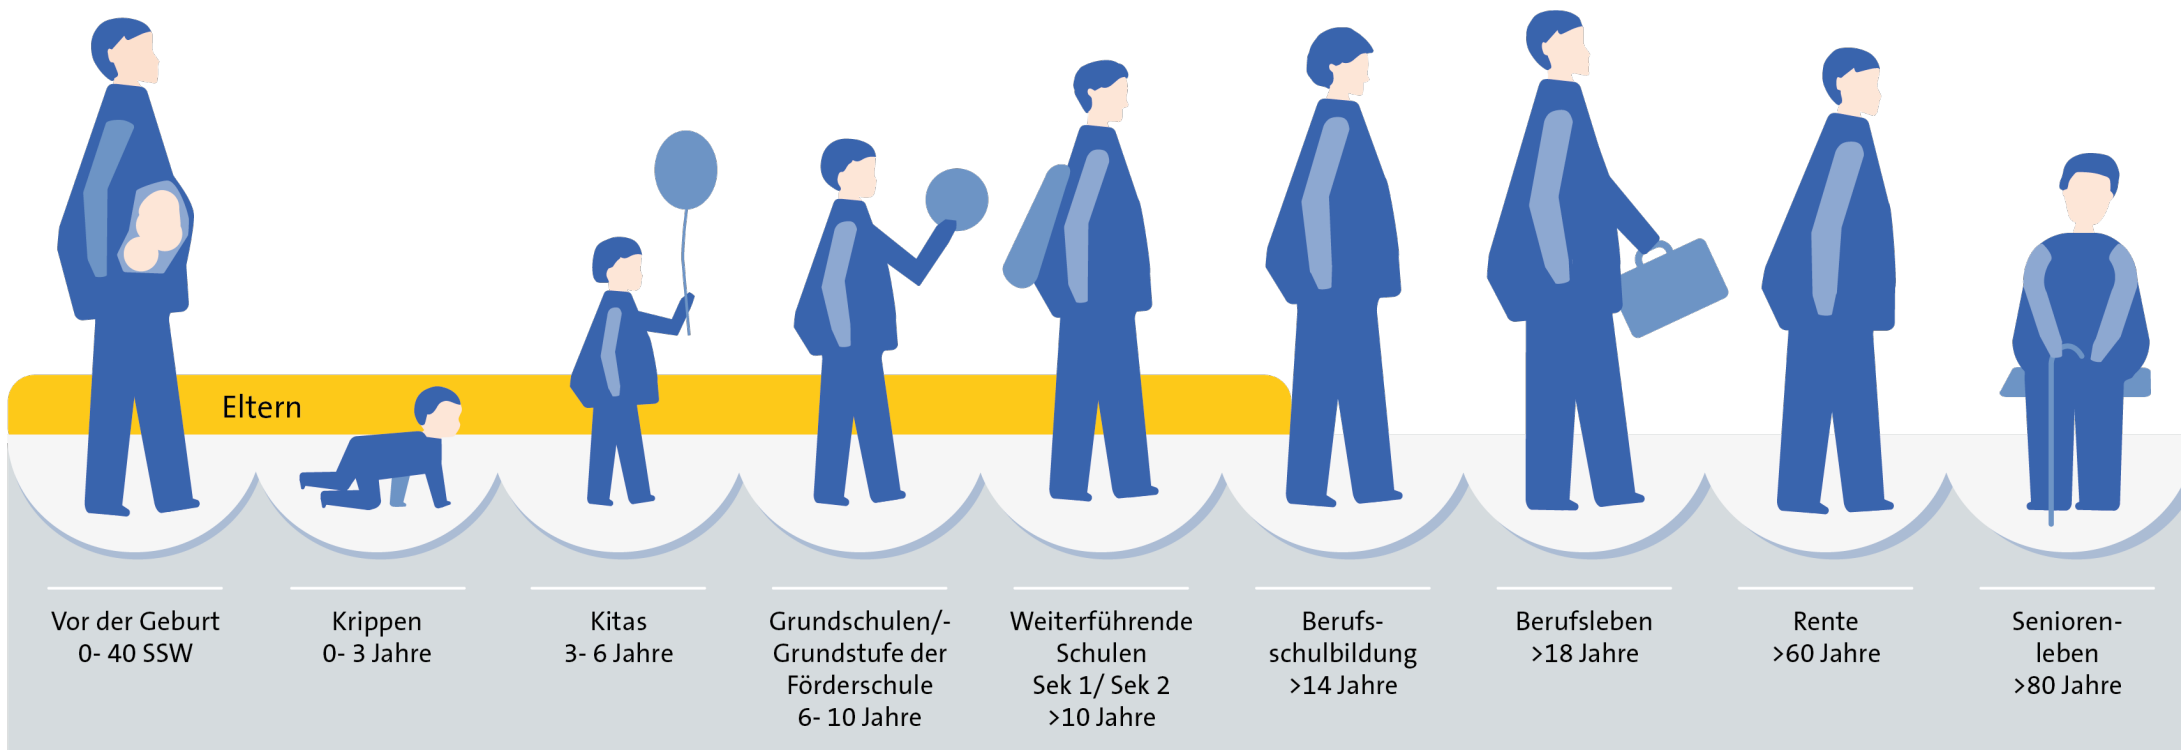 Eltern
Vor der Geburt
0- 40 SSW
Krippen
0- 3 Jahre
Kitas
3- 6 Jahre
Grundschulen/-
Grundstufe der
Förderschule
6- 10 Jahre
Weiterführende
Schulen
Sek 1/ Sek 2
>10 Jahre
Berufs-
schulbildung
>14 Jahre
Berufsleben
>18 Jahre
Rente
>60 Jahre
Senioren-
leben
>80 Jahre